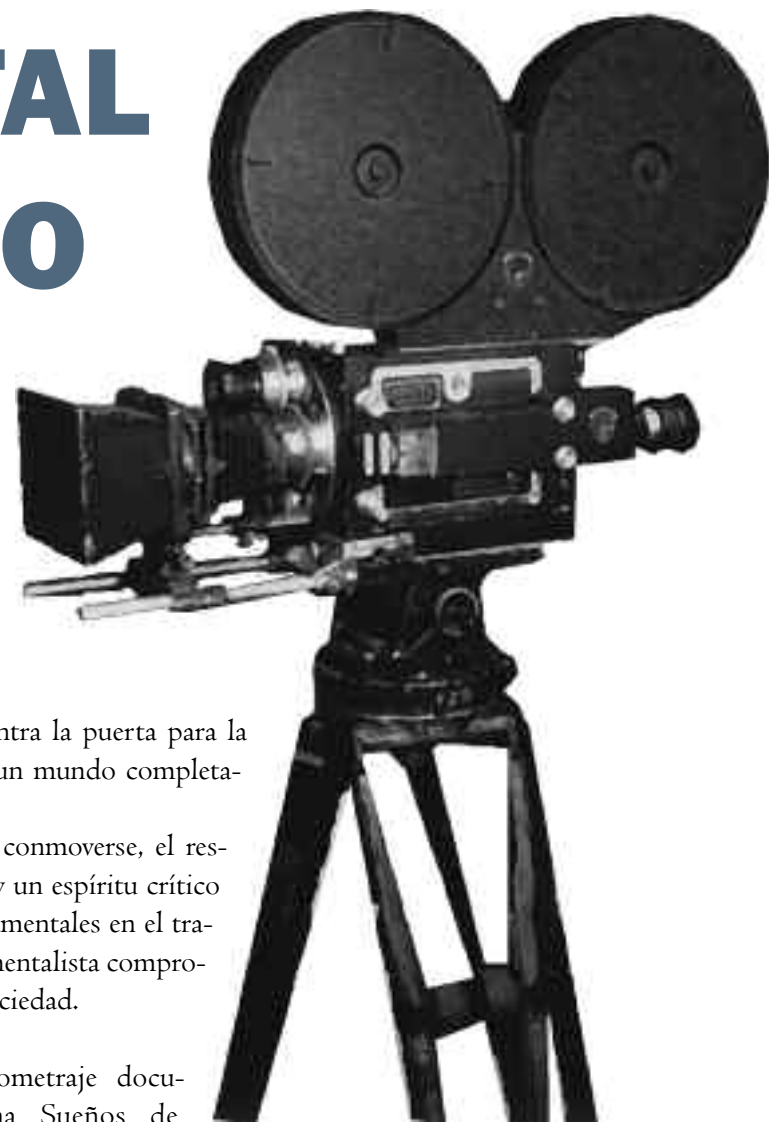 TAL
O
ntra la puerta para la
un mundo completa-
conmoverse, el res-
y un espíritu crítico
amentales en el tra-
mentalista compro-
ciedad.
ometraje docu-
na Sueños de